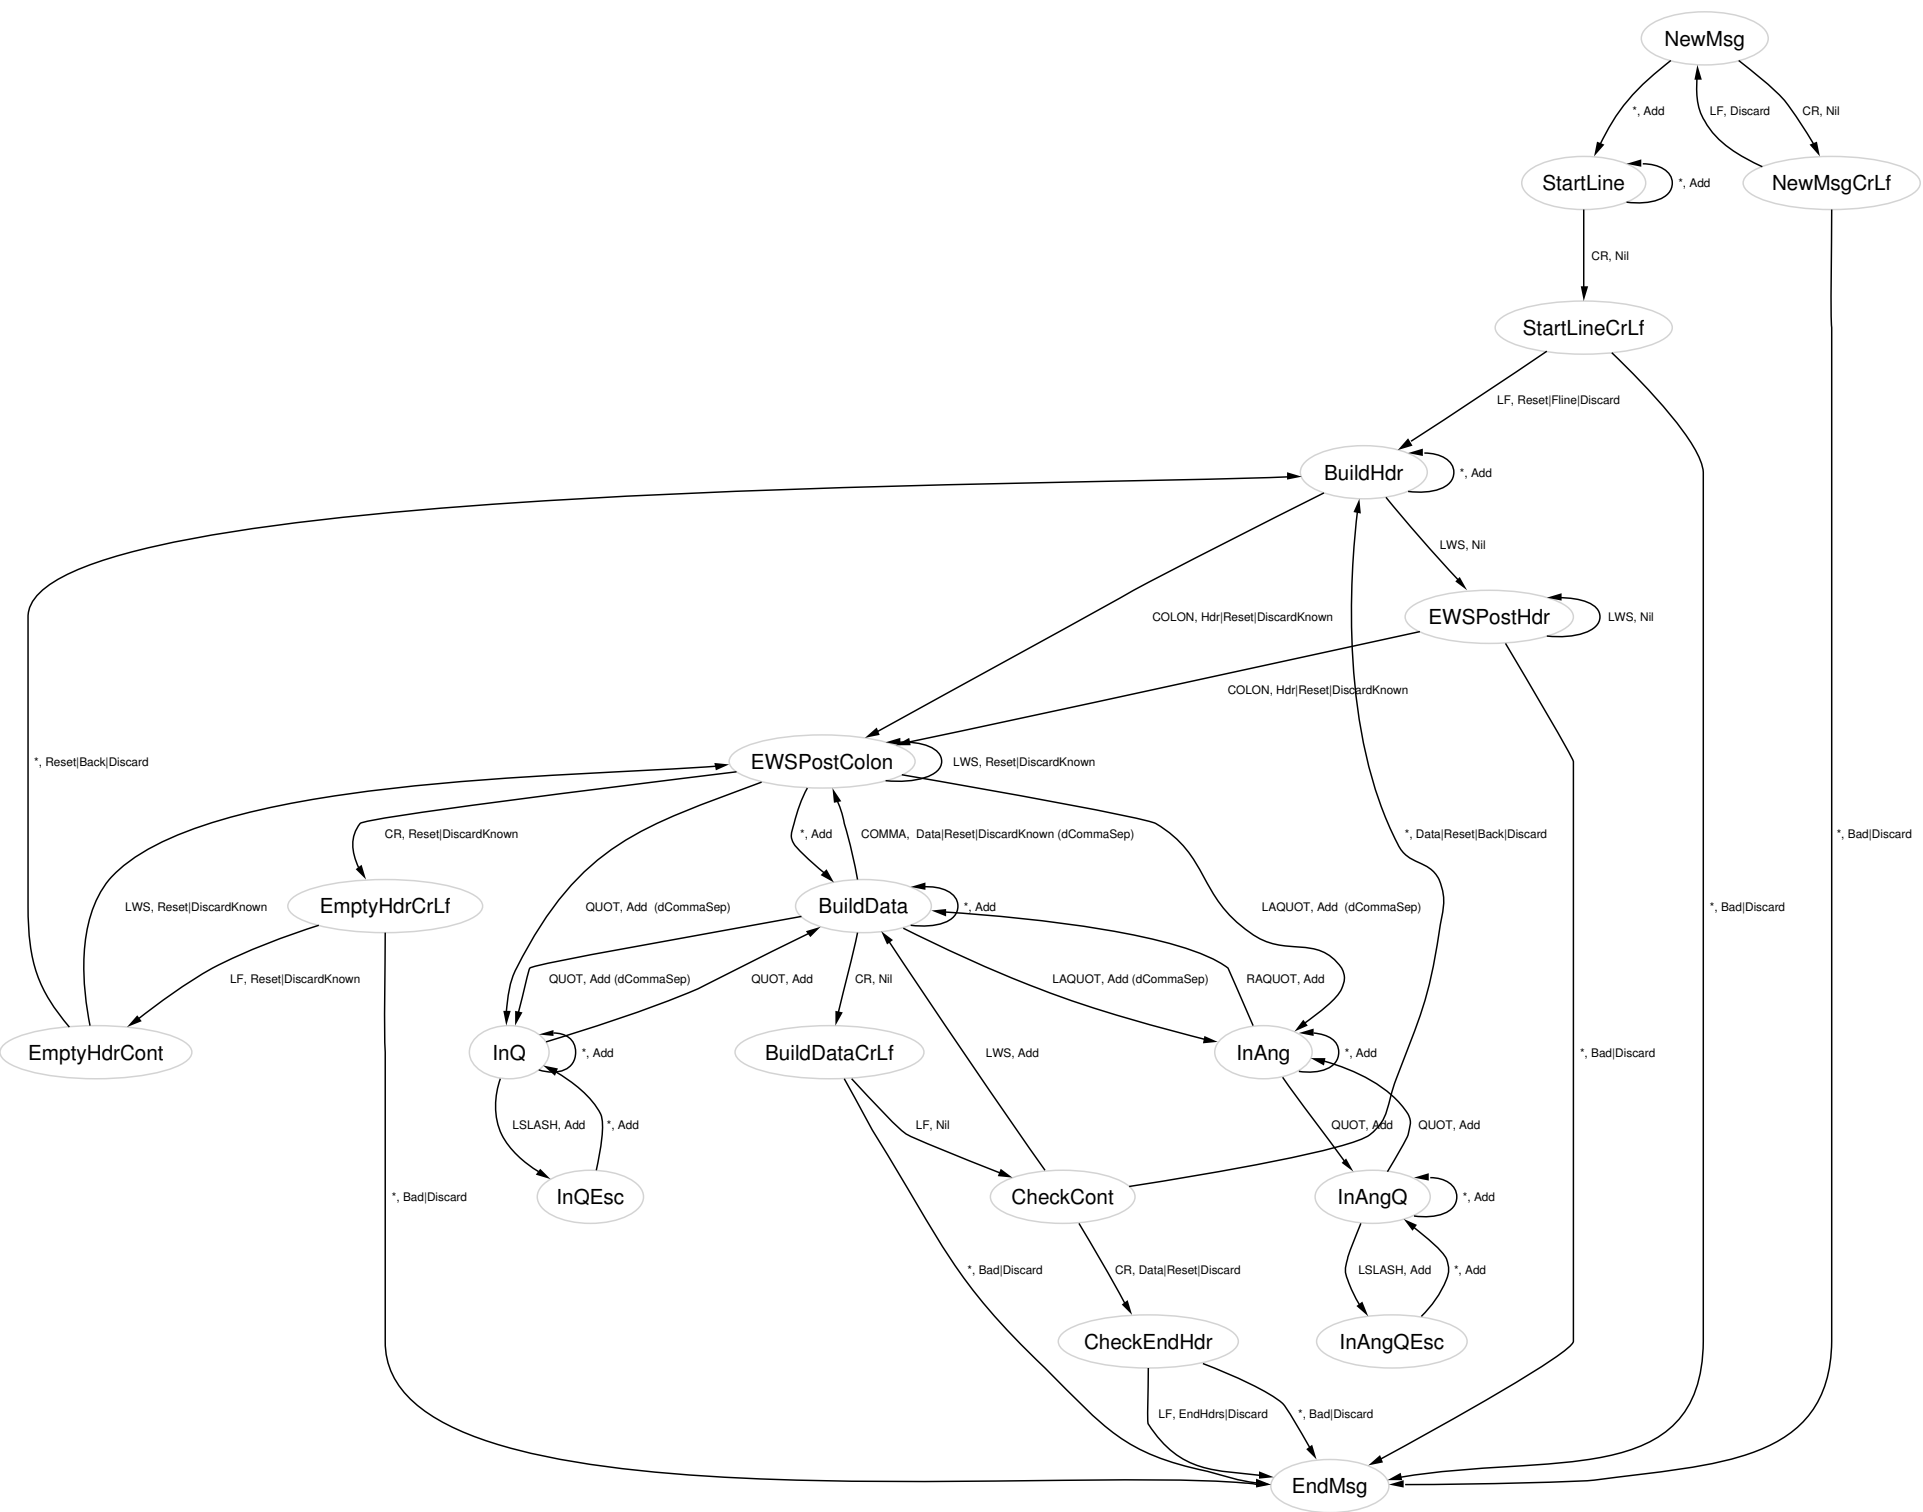 NewMsg
*, Add
LF, Discard
CR, Nil
StartLine
*, Add
NewMsgCrLf
CR, Nil
StartLineCrLf
LF, Reset|Fline|Discard
BuildHdr
*, Add
LWS, Nil
COLON, Hdr|Reset|DiscardKnown
EWSPostHdr
LWS, Nil
COLON, Hdr|Reset|DiscardKnown
*, Reset|Back|Discard
EWSPostColon
LWS, Reset|DiscardKnown
CR, Reset|DiscardKnown
*, Add
COMMA,  Data|Reset|DiscardKnown (dCommaSep)
*, Data|Reset|Back|Discard
*, Bad|Discard
LWS, Reset|DiscardKnown
EmptyHdrCrLf
QUOT, Add  (dCommaSep)
BuildData
*, Add
LAQUOT, Add  (dCommaSep)
*, Bad|Discard
LF, Reset|DiscardKnown
QUOT, Add (dCommaSep)
QUOT, Add
CR, Nil
LAQUOT, Add (dCommaSep)
RAQUOT, Add
EmptyHdrCont
InQ
*, Add
BuildDataCrLf
LWS, Add
InAng
*, Add
*, Bad|Discard
LSLASH, Add
*, Add
LF, Nil
QUOT, Add
QUOT, Add
*, Bad|Discard
InQEsc
CheckCont
InAngQ
*, Add
*, Bad|Discard
CR, Data|Reset|Discard
LSLASH, Add
*, Add
CheckEndHdr
InAngQEsc
LF, EndHdrs|Discard
*, Bad|Discard
EndMsg